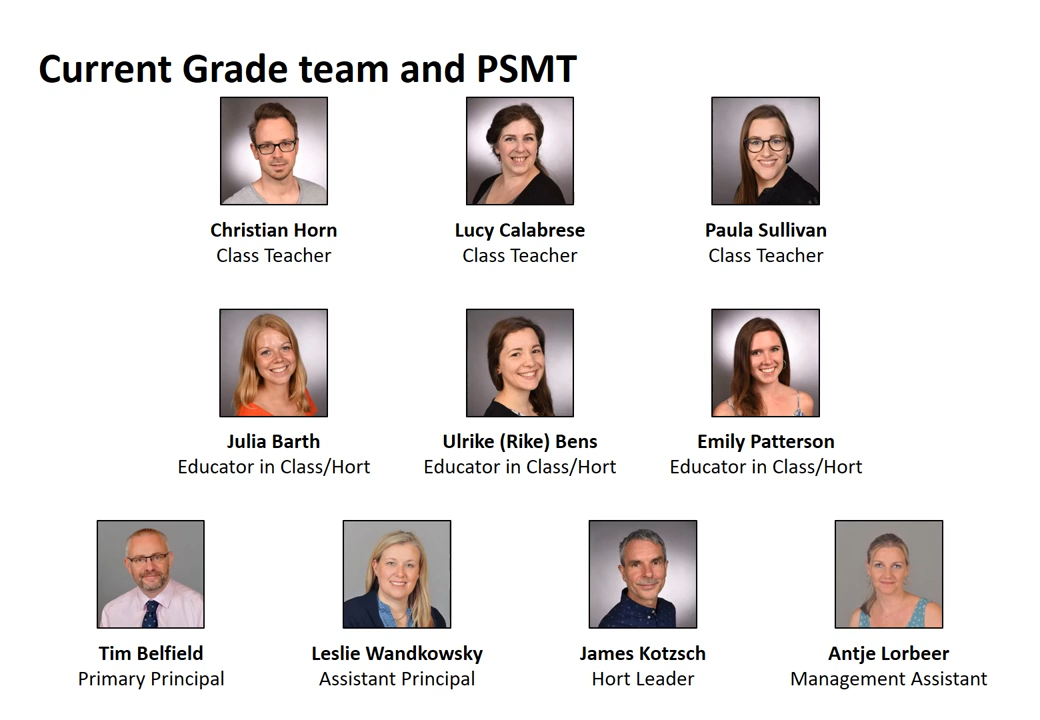 Current Grade team and PSMT
Christian Horn
Class Teacher
Lucy Calabrese
Class Teacher
Paula Sullivan
Class Teacher
Julia Barth
Educator in Class/Hort
Ulrike (Rike) Bens
Educator in Class/Hort
Emily Patterson
Educator in Class/Hort
Tim Belfield
Primary Principal
Leslie Wandkowsky
Assistant Principal
James Kotzsch
Hort Leader
Antje Lorbeer
Management Assistant